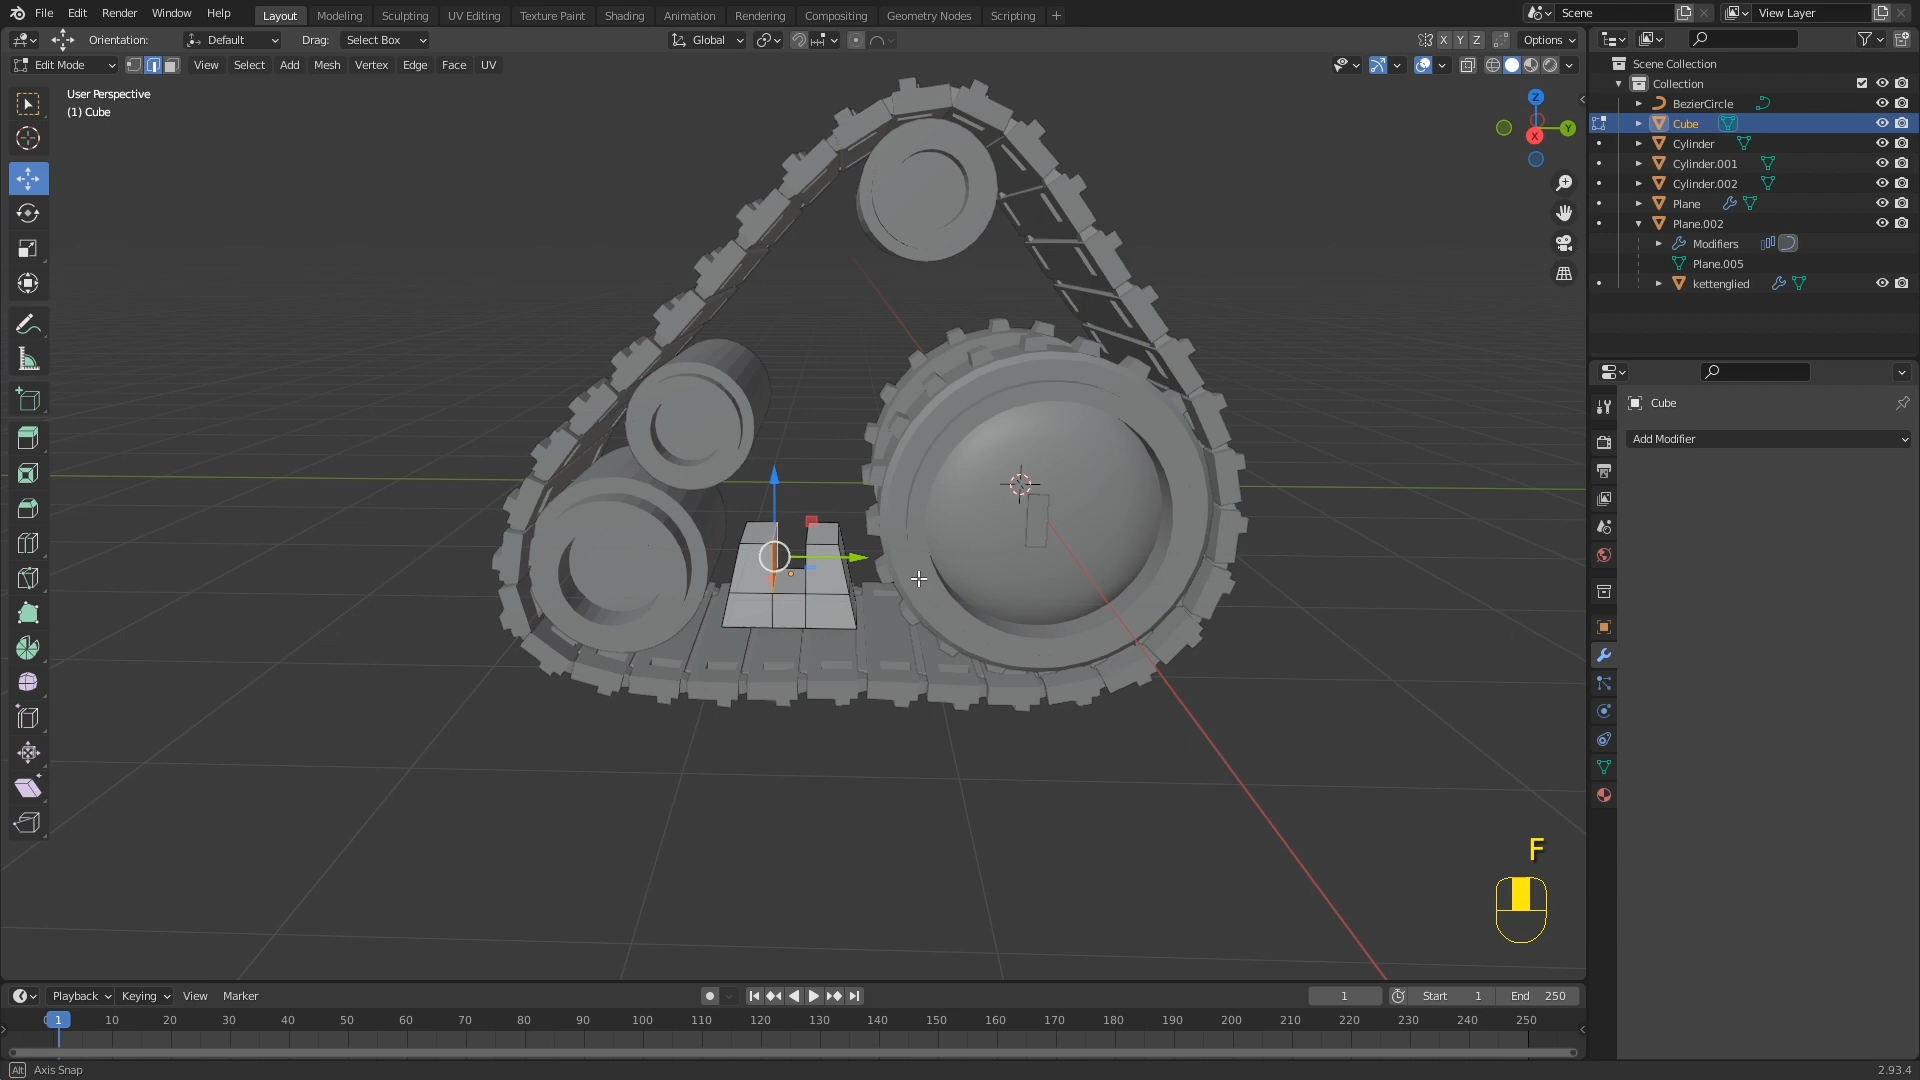 File Edit Render Window Help Layout Modeling Sculpting UV Editing Texture Paint Shading Animation Rendering Compositing Geometry Nodes Scripting + Scene View Layer
Orientation: Default Drag: Select Box Global X Y Z Options
Edit Mode View Select Add Mesh Vertex Edge Face UV
User Perspective
(1) Cube
Z
Y
X
Scene Collection
Collection
BezierCircle
Cube
Cylinder
Cylinder.001
Cylinder.002
Plane
Plane.002
Modifiers
Plane.005
kettenglied
Cube
Add Modifier
F
Playback Keying View Marker 1 Start 1 End 250
1 10 20 30 40 50 60 70 80 90 100 110 120 130 140 150 160 170 180 190 200 210 220 230 240 250
Alt Axis Snap 2.93.4